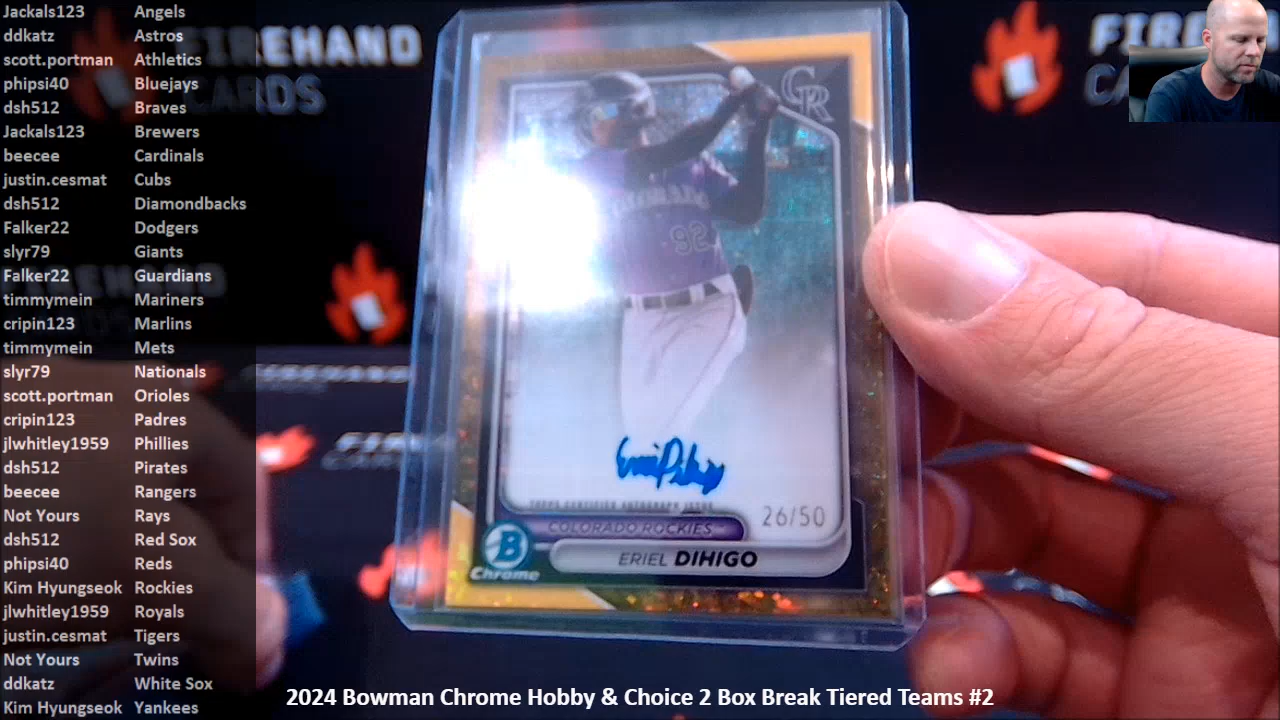 Jackals123 Angels
ddkatz Astros
scott.portman Athletics
phipsi40 Bluejays
dsh512 Braves
Jackals123 Brewers
beecee Cardinals
justin.cesmat Cubs
dsh512 Diamondbacks
Falker22 Dodgers
slyr79 Giants
Falker22 Guardians
timmymein Mariners
cripin123 Marlins
timmymein Mets
slyr79 Nationals
scott.portman Orioles
cripin123 Padres
jlwhitley1959 Phillies
dsh512 Pirates
beecee Rangers
Not Yours Rays
dsh512 Red Sox
phipsi40 Reds
Kim Hyungseok Rockies
jlwhitley1959 Royals
justin.cesmat Tigers
Not Yours Twins
ddkatz White Sox
Kim Hyungseok Yankees
FIREHAND
CARDS
CR
92
TOPPS CERTIFIED AUTOGRAPH ISSUE
26/50
COLORADO ROCKIES
B
Chrome
ERIEL DIHIGO
2024 Bowman Chrome Hobby & Choice 2 Box Break Tiered Teams #2